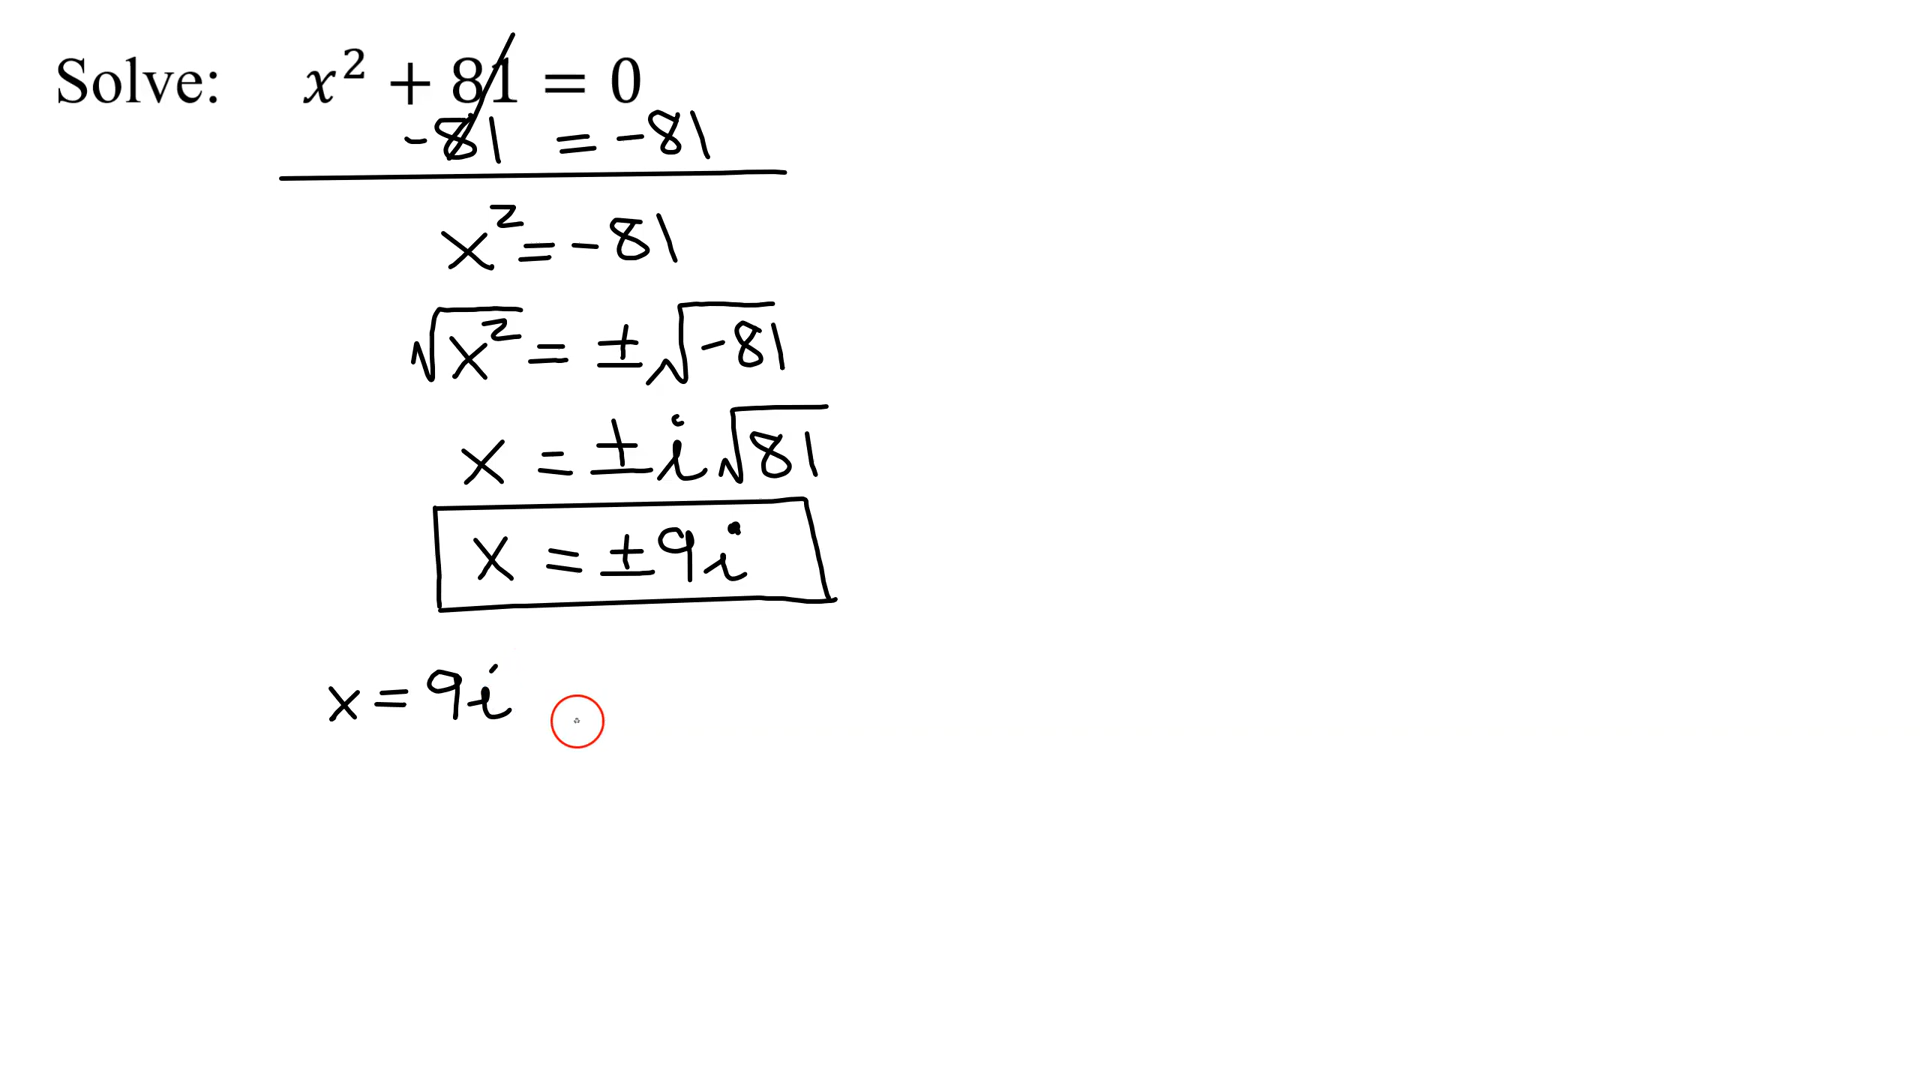 Solve: x² + 81 = 0
-81 = -81
x² = -81
√x² = ±√-81
x = ±i√81
x = ±9i
x = 9i